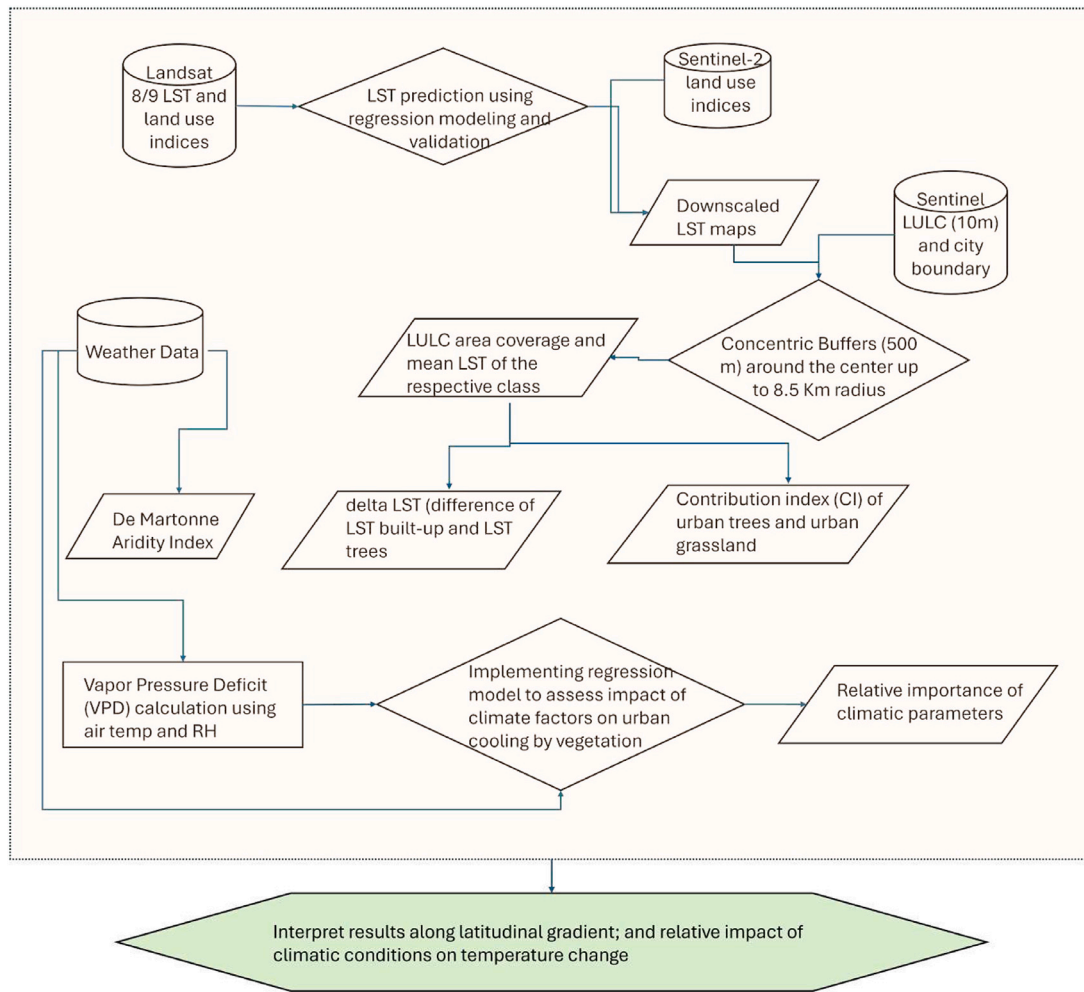 Landsat
8/9 LST and
land use
indices
LST prediction using
regression modeling and
validation
Sentinel-2
land use
indices
Downscaled
LST maps
Sentinel
LULC (10m)
and city
boundary
Weather Data
LULC area coverage and
mean LST of the
respective class
Concentric Buffers (500
m) around the center up
to 8.5 Km radius
De Martonne
Aridity Index
delta LST (difference of
LST built-up and LST
trees
Contribution index (CI) of
urban trees and urban
grassland
Vapor Pressure Deficit
(VPD) calculation using
air temp and RH
Implementing regression
model to assess impact of
climate factors on urban
cooling by vegetation
Relative importance of
climatic parameters
Interpret results along latitudinal gradient; and relative impact of
climatic conditions on temperature change